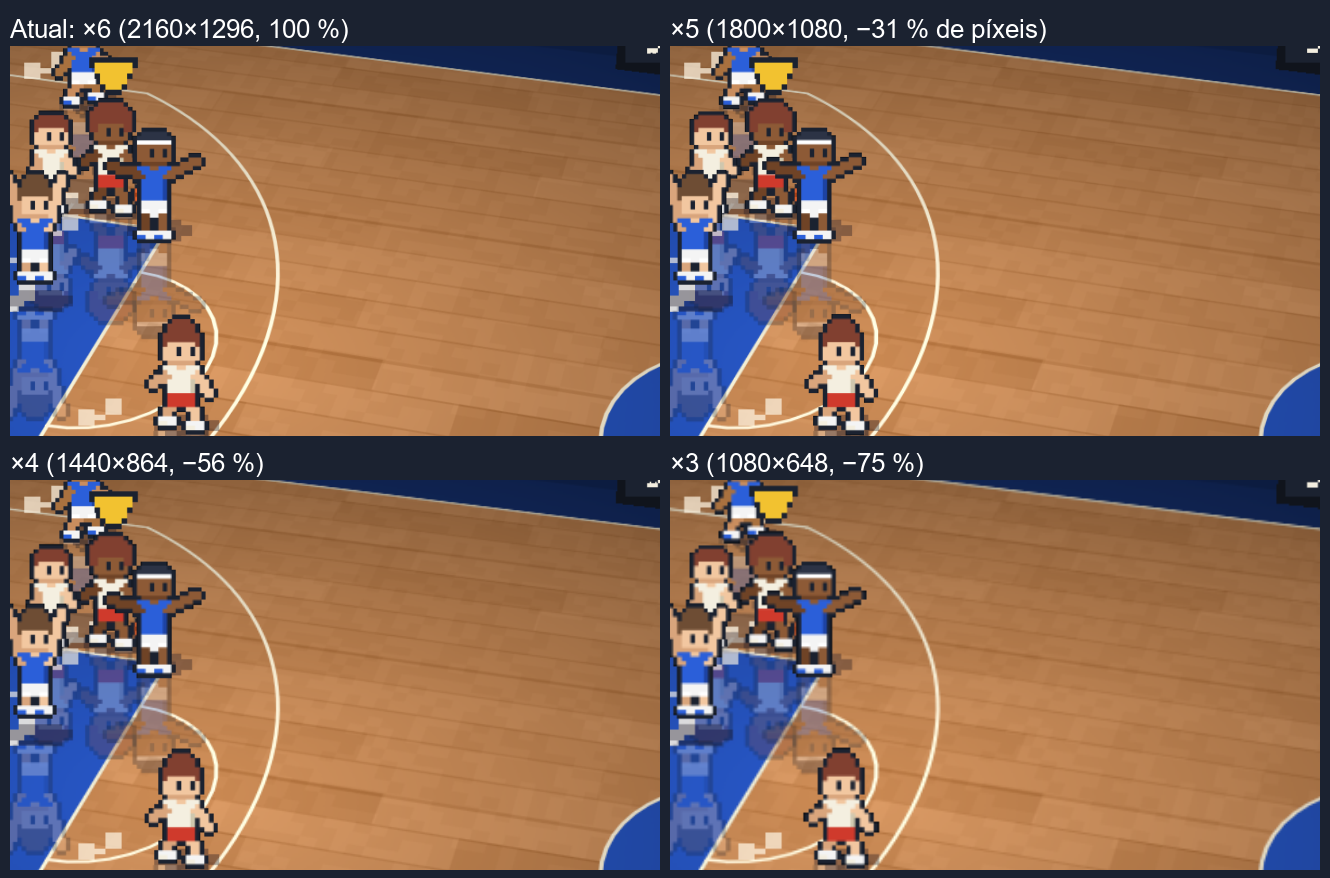 Atual: ×6 (2160×1296, 100 %)
×5 (1800×1080, −31 % de píxeis)
×4 (1440×864, −56 %)
×3 (1080×648, −75 %)